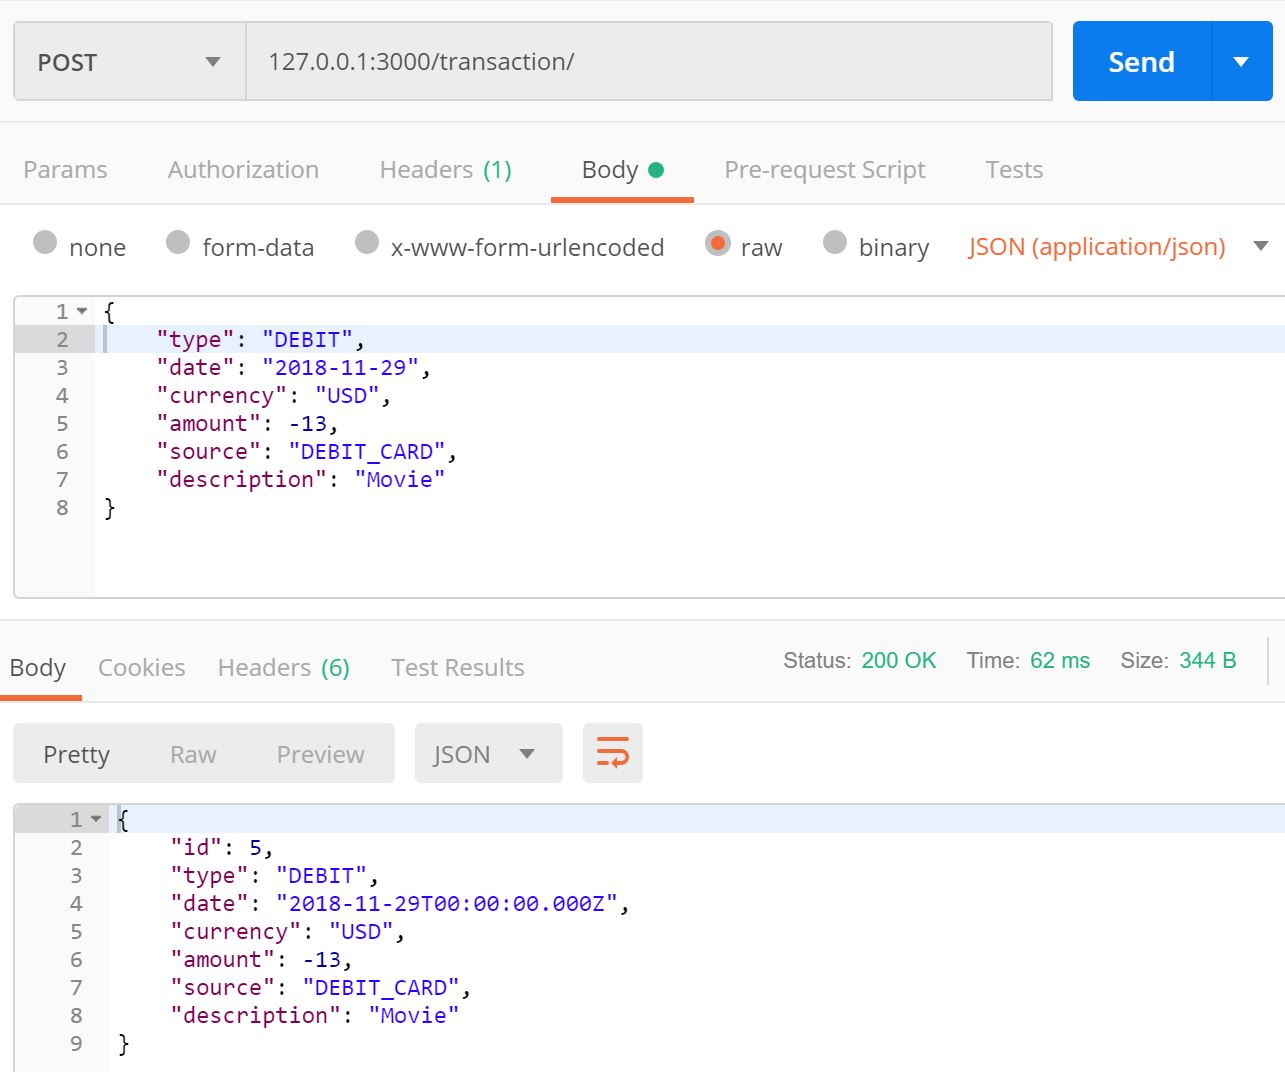 POST 127.0.0.1:3000/transaction/ Send
Params Authorization Headers (1) Body Pre-request Script Tests
none form-data x-www-form-urlencoded raw binary JSON (application/json)
1 {
2 "type": "DEBIT",
3 "date": "2018-11-29",
4 "currency": "USD",
5 "amount": -13,
6 "source": "DEBIT_CARD",
7 "description": "Movie"
8 }
Body Cookies Headers (6) Test Results Status: 200 OK Time: 62 ms Size: 344 B
Pretty Raw Preview JSON
1 {
2 "id": 5,
3 "type": "DEBIT",
4 "date": "2018-11-29T00:00:00.000Z",
5 "currency": "USD",
6 "amount": -13,
7 "source": "DEBIT_CARD",
8 "description": "Movie"
9 }